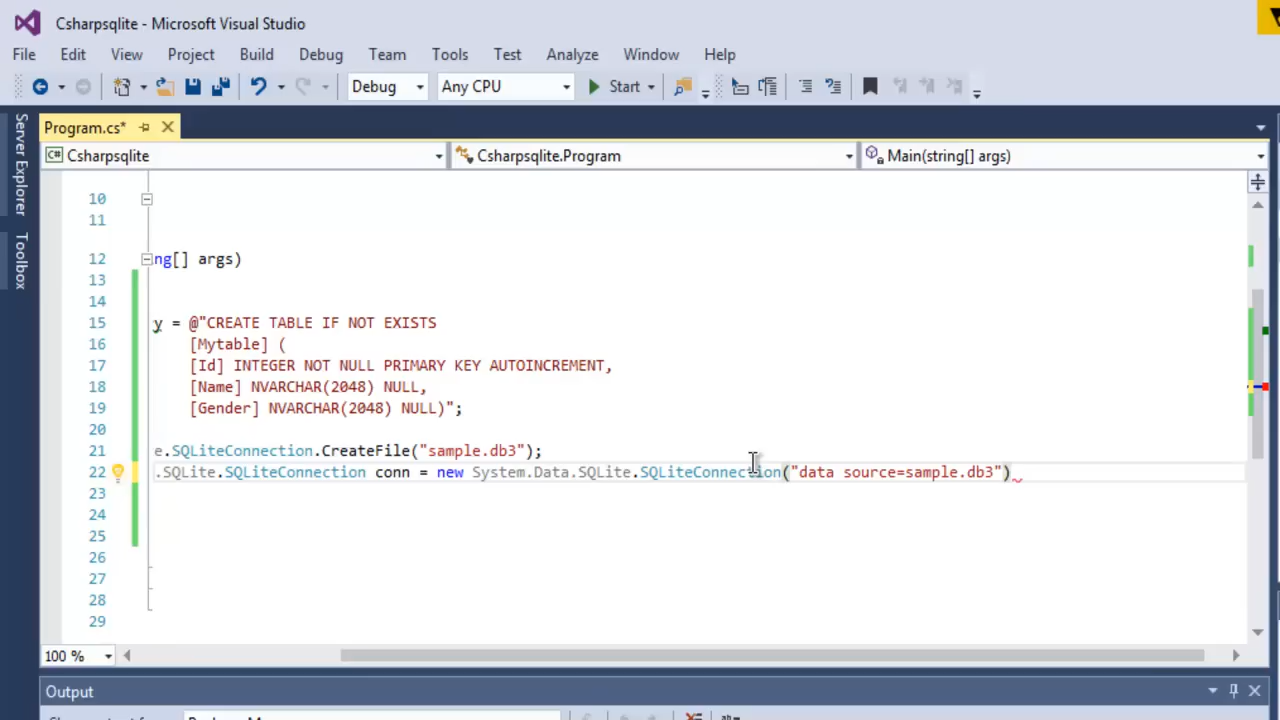 Csharpsqlite - Microsoft Visual Studio
File Edit View Project Build Debug Team Tools Test Analyze Window Help
Debug Any CPU Start
Server Explorer
Toolbox
Program.cs*
Csharpsqlite Csharpsqlite.Program Main(string[] args)
10
11
12 ng[] args)
13
14
15 y = @"CREATE TABLE IF NOT EXISTS
16 [Mytable] (
17 [Id] INTEGER NOT NULL PRIMARY KEY AUTOINCREMENT,
18 [Name] NVARCHAR(2048) NULL,
19 [Gender] NVARCHAR(2048) NULL)";
20
21 e.SQLiteConnection.CreateFile("sample.db3");
22 .SQLite.SQLiteConnection conn = new System.Data.SQLite.SQLiteConnection("data source=sample.db3")
23
24
25
26
27
28
29
100 %
Output